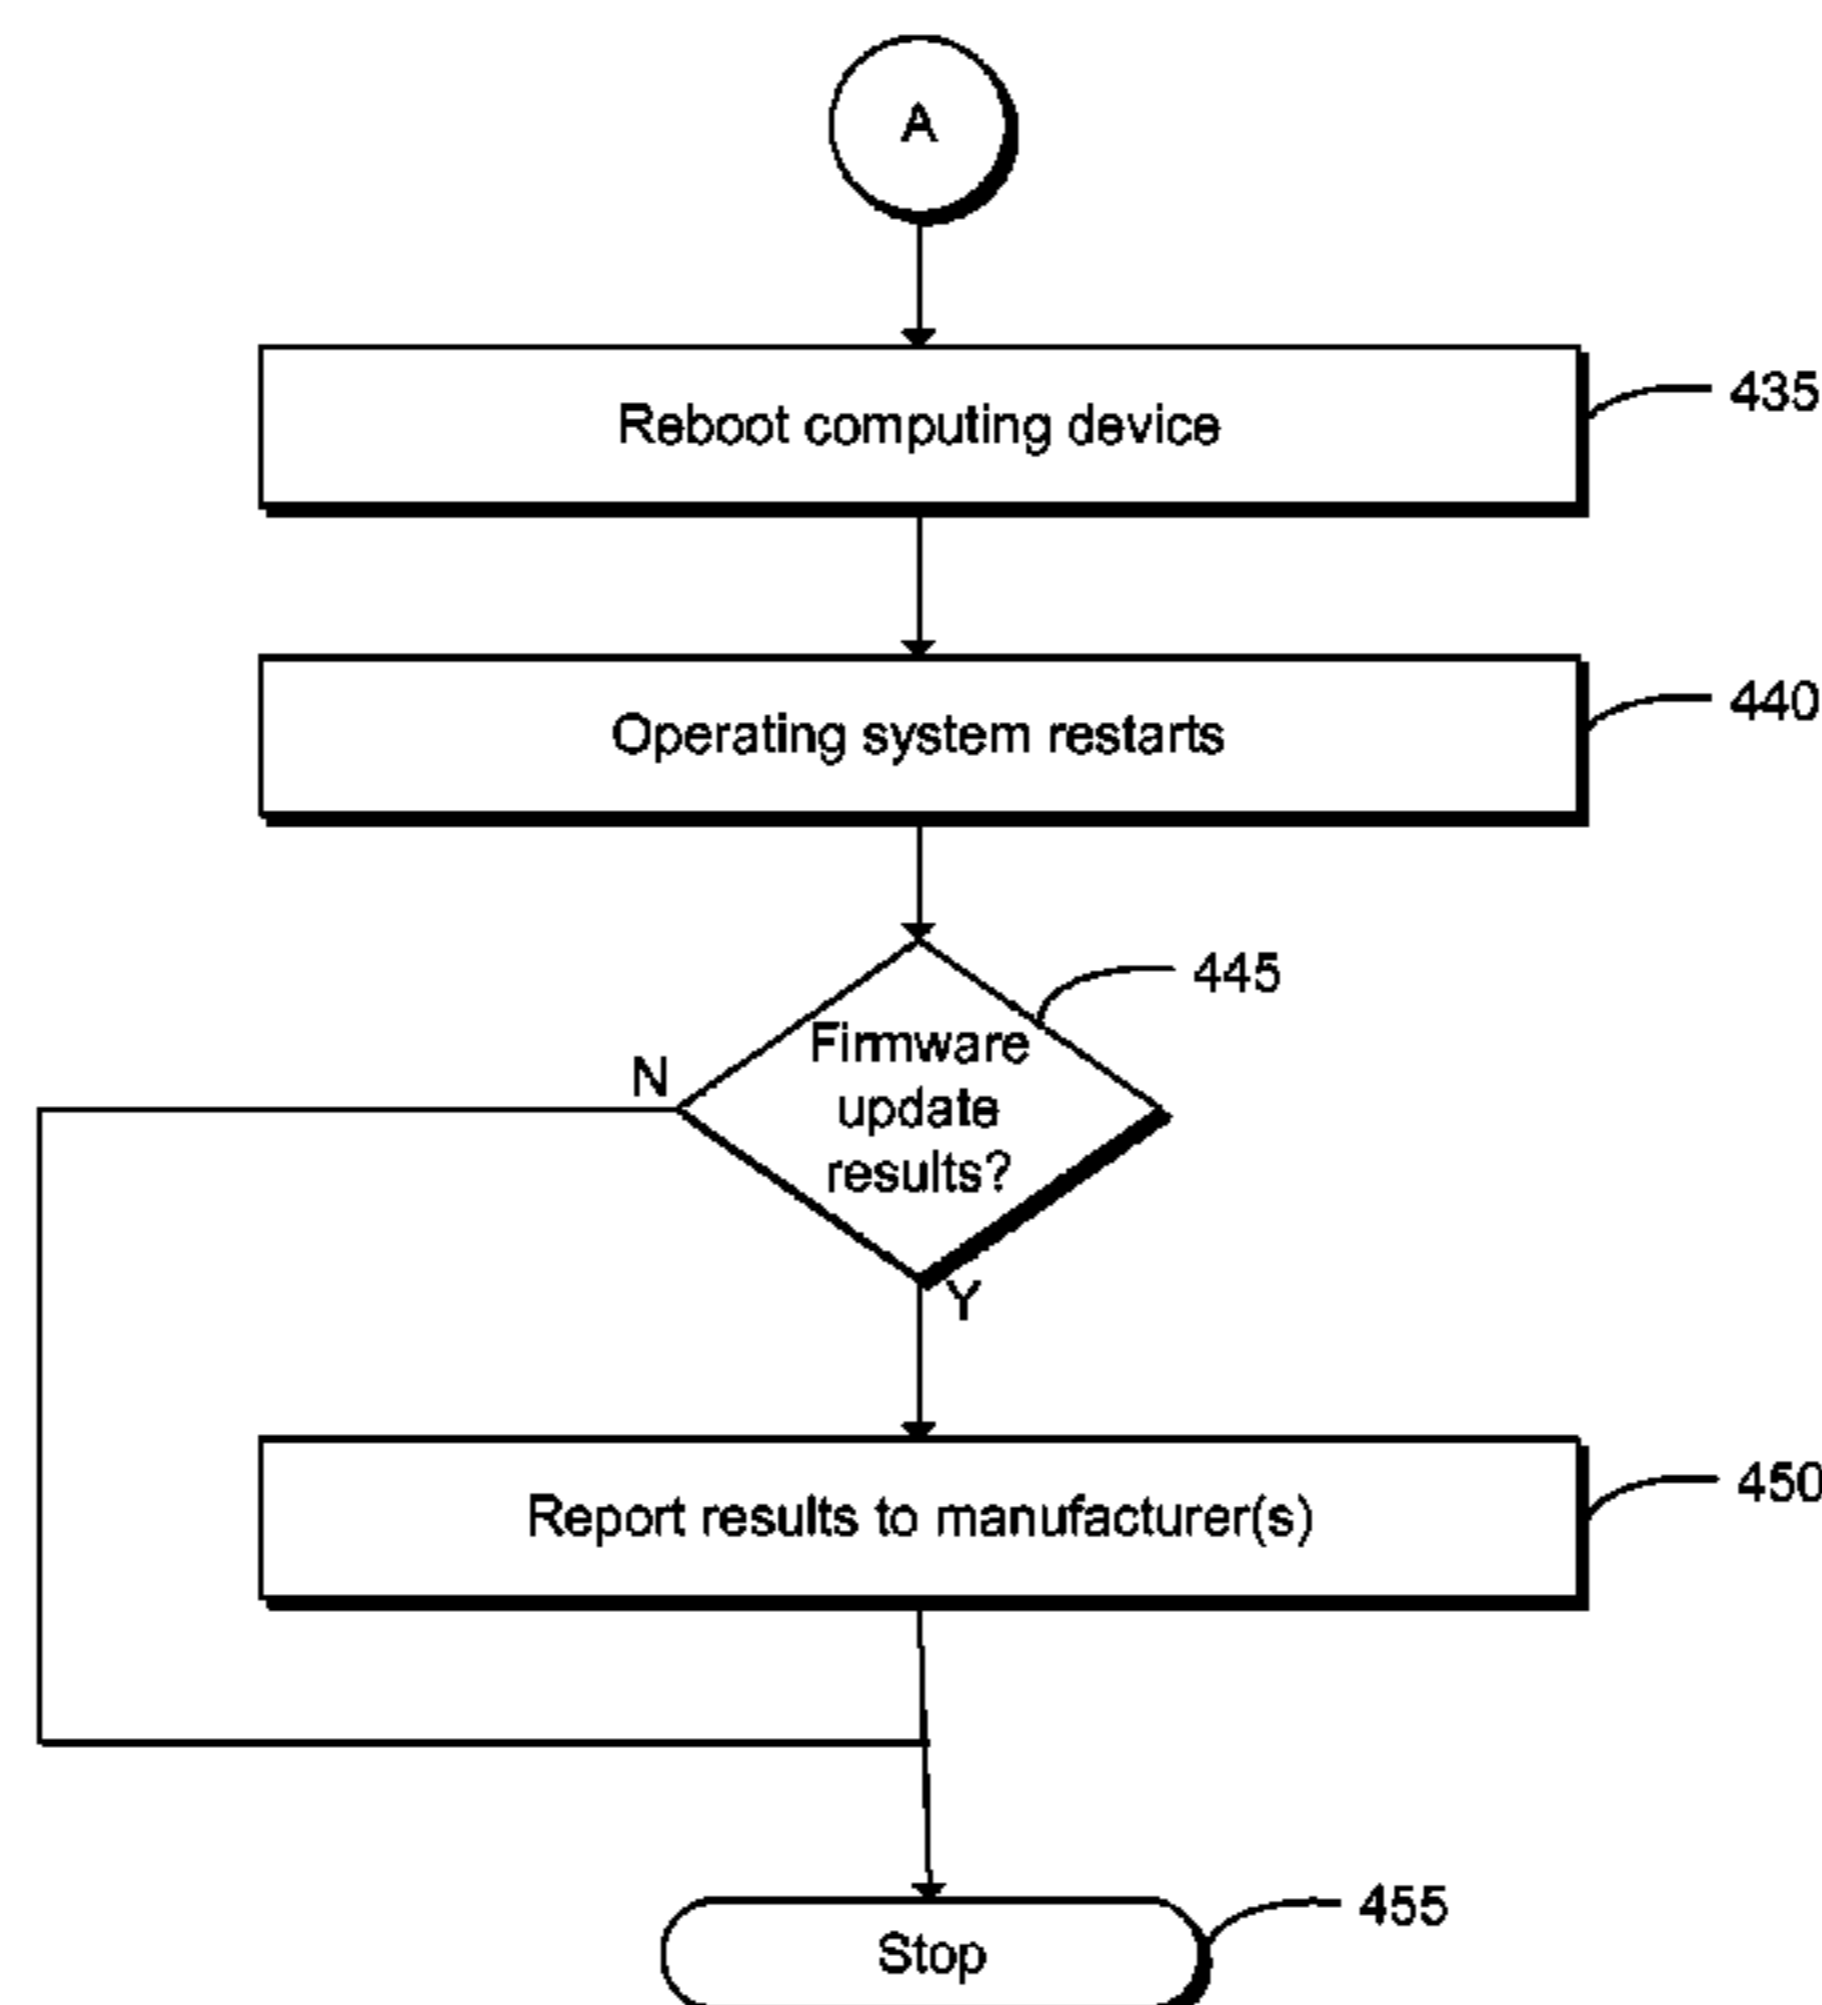 A
Reboot computing device
435
Operating system restarts
440
445
Firmware
update
results?
N
Y
Report results to manufacturer(s)
450
Stop
455